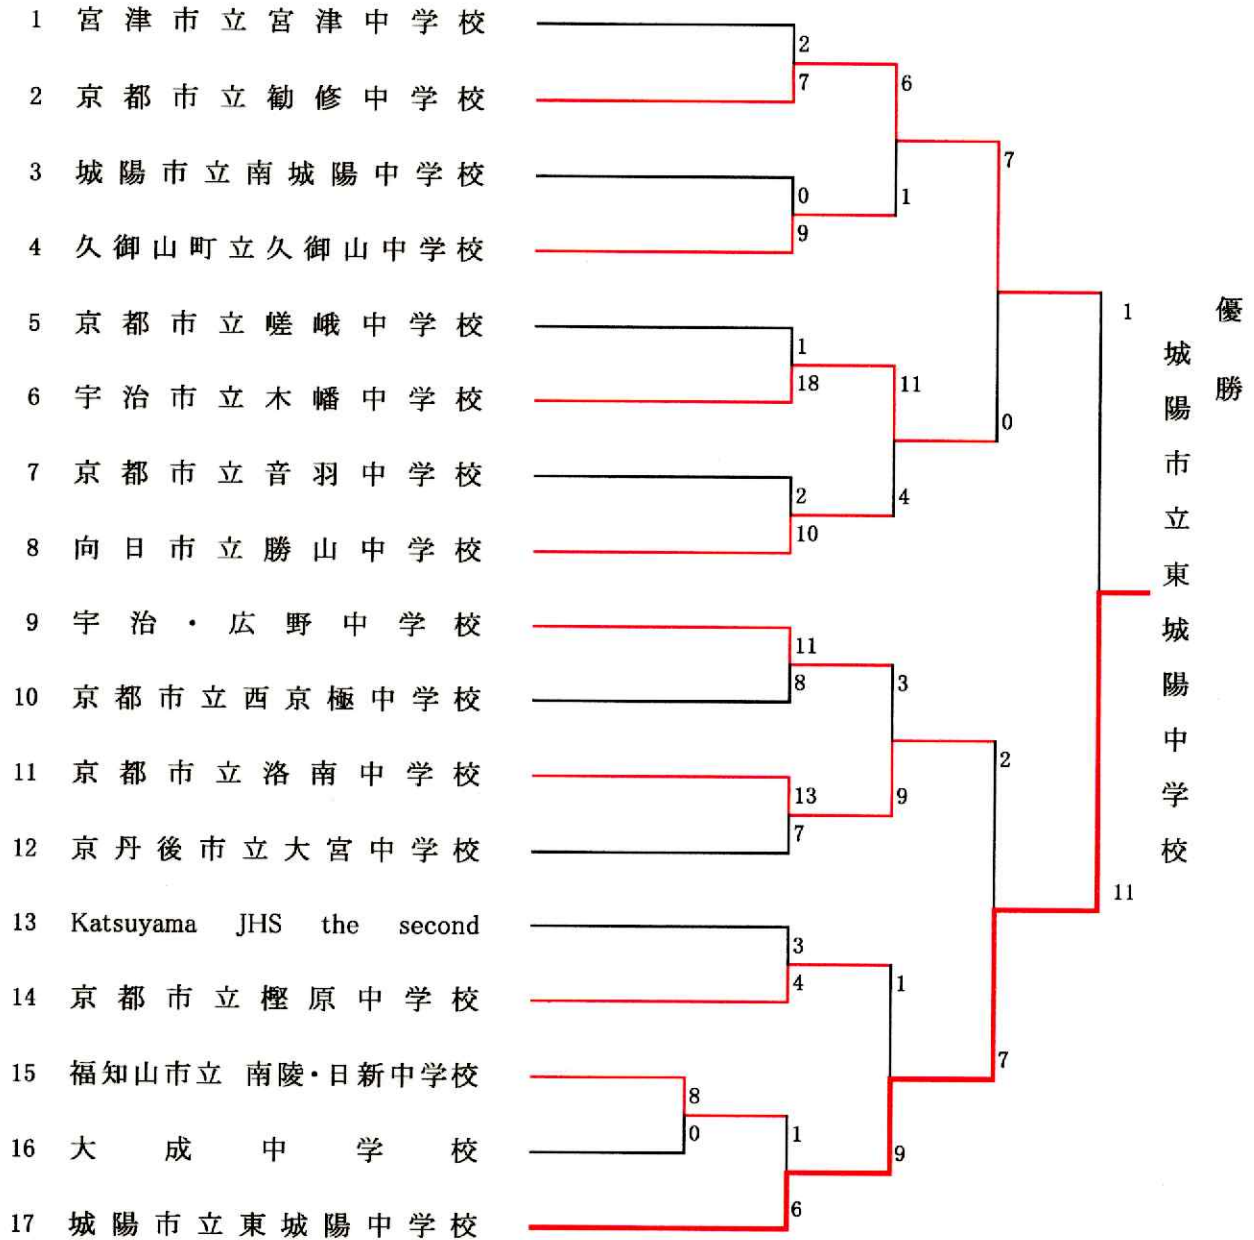 1 宮津市立宮津中学校
2 京都市立勧修中学校
3 城陽市立南城陽中学校
4 久御山町立久御山中学校
5 京都市立嵯峨中学校
6 宇治市立木幡中学校
7 京都市立音羽中学校
8 向日市立勝山中学校
9 宇治・広野中学校
10 京都市立西京極中学校
11 京都市立洛南中学校
12 京丹後市立大宮中学校
13 Katsuyama JHS the second
14 京都市立樫原中学校
15 福知山市立 南陵・日新中学校
16 大成中学校
17 城陽市立東城陽中学校
2
7
0
9
1
18
2
10
11
8
13
7
3
4
8
0
1
6
6
1
11
4
3
9
1
9
7
0
2
7
1
11
優勝
城陽市立東城陽中学校